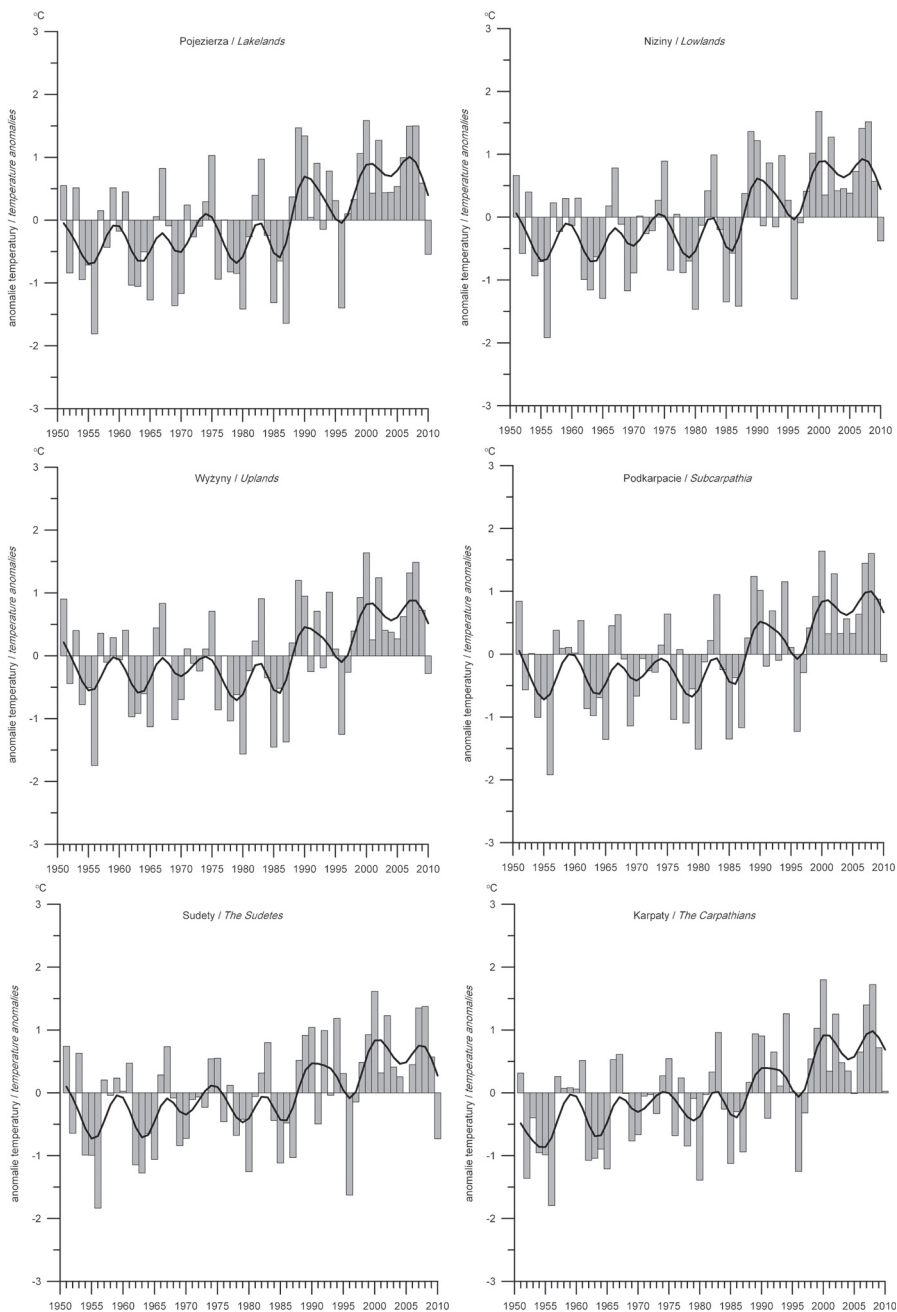 °C
3
Pojezierza / Lakelands
2
1
0
-1
-2
-3
anomalie temperatury / temperature anomalies
1950 1955 1960 1965 1970 1975 1980 1985 1990 1995 2000 2005 2010
°C
3
Niziny / Lowlands
2
1
0
-1
-2
-3
anomalie temperatury / temperature anomalies
1950 1955 1960 1965 1970 1975 1980 1985 1990 1995 2000 2005 2010
°C
3
Wyżyny / Uplands
2
1
0
-1
-2
-3
anomalie temperatury / temperature anomalies
1950 1955 1960 1965 1970 1975 1980 1985 1990 1995 2000 2005 2010
°C
3
Podkarpacie / Subcarpathia
2
1
0
-1
-2
-3
anomalie temperatury / temperature anomalies
1950 1955 1960 1965 1970 1975 1980 1985 1990 1995 2000 2005 2010
°C
3
Sudety / The Sudetes
2
1
0
-1
-2
-3
anomalie temperatury / temperature anomalies
1950 1955 1960 1965 1970 1975 1980 1985 1990 1995 2000 2005 2010
°C
3
Karpaty / The Carpathians
2
1
0
-1
-2
-3
anomalie temperatury / temperature anomalies
1950 1955 1960 1965 1970 1975 1980 1985 1990 1995 2000 2005 2010